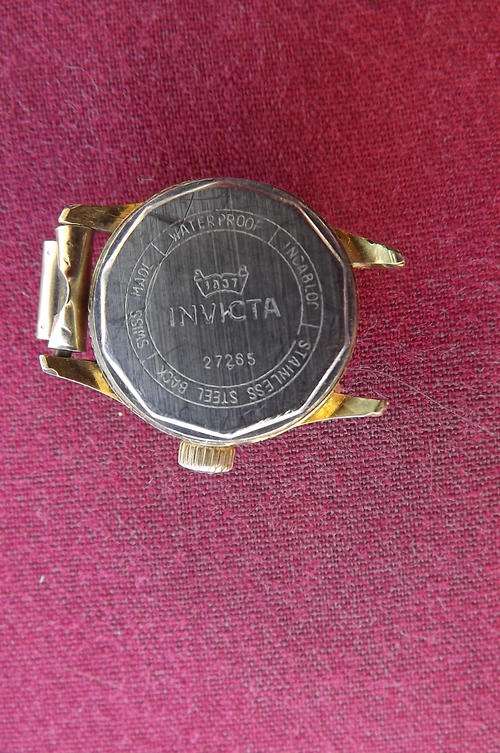 WATERPROOF | INCABLOC | STAINLESS STEEL BACK | SWISS MADE |
1837
INVICTA
27265